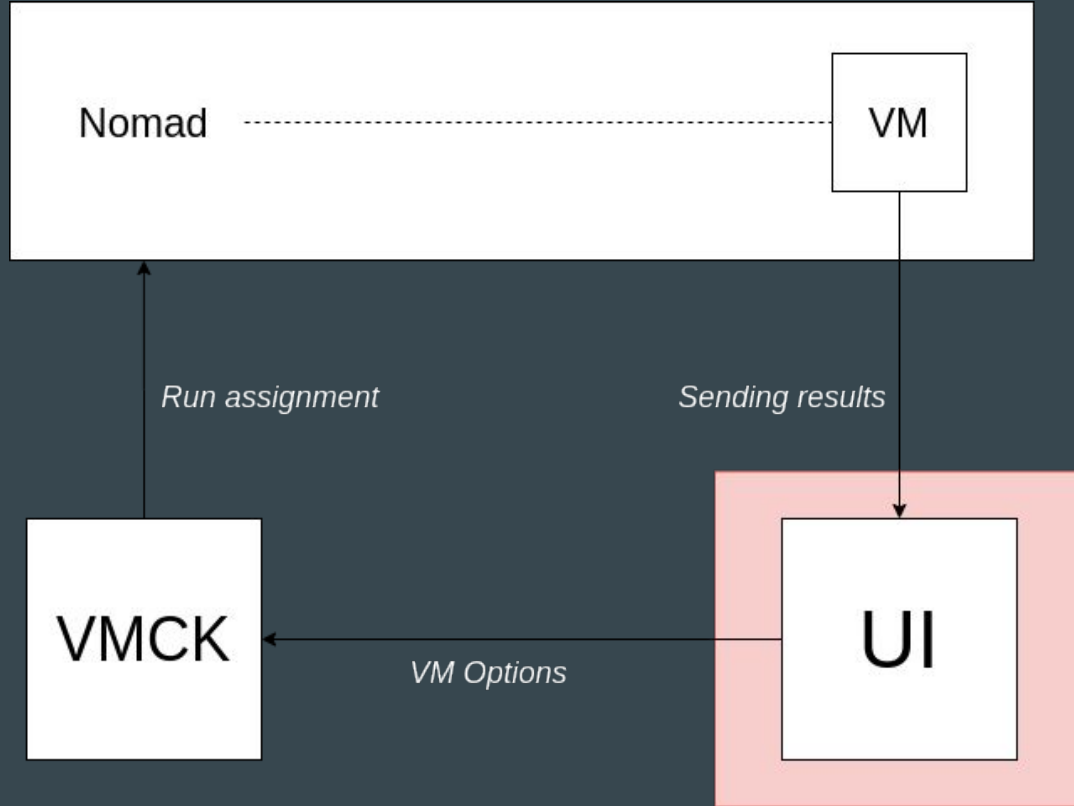 Nomad
VM
Run assignment
Sending results
VMCK
VM Options
UI